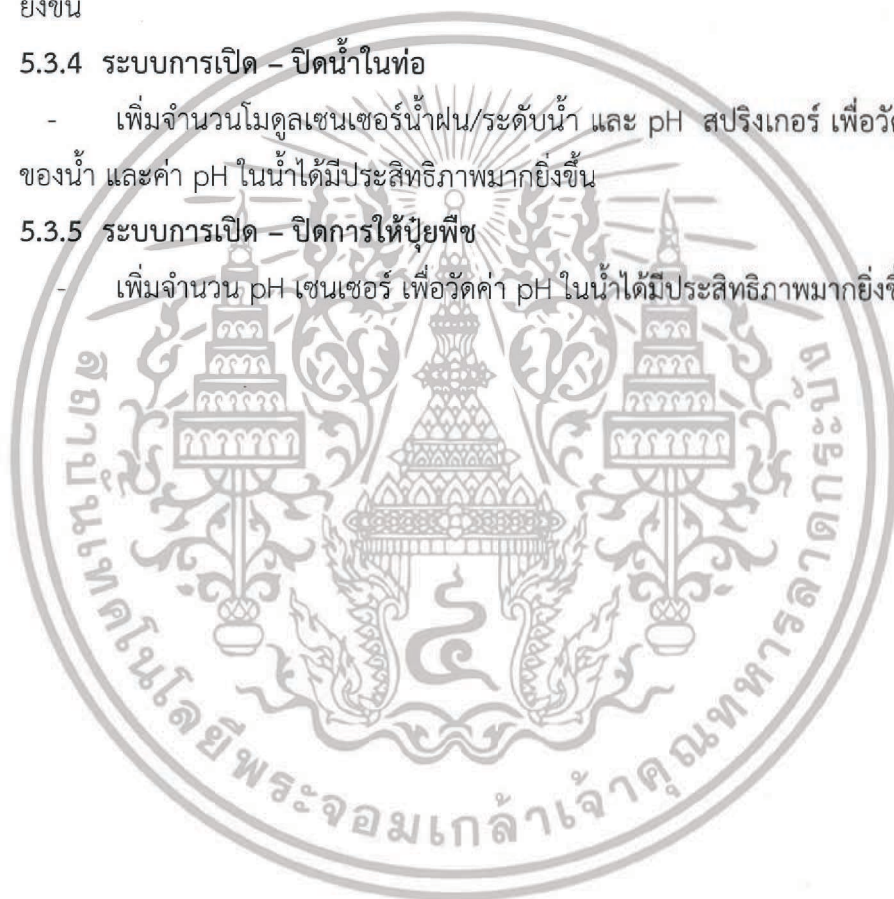 ยิ่งขึ้น
5.3.4 ระบบการเปิด – ปิดน้ำในท่อ
- เพิ่มจำนวนโมดูลเซนเซอร์น้ำฝน/ระดับน้ำ และ pH สปริงเกอร์ เพื่อวัด
ของน้ำ และค่า pH ในน้ำได้มีประสิทธิภาพมากยิ่งขึ้น
5.3.5 ระบบการเปิด – ปิดการให้ปุ๋ยพืช
- เพิ่มจำนวน pH เซนเซอร์ เพื่อวัดค่า pH ในน้ำได้มีประสิทธิภาพมากยิ่งขึ้น
สถาบันเทคโนโลยีพระจอมเกล้าเจ้าคุณทหารลาดกระบัง
๔